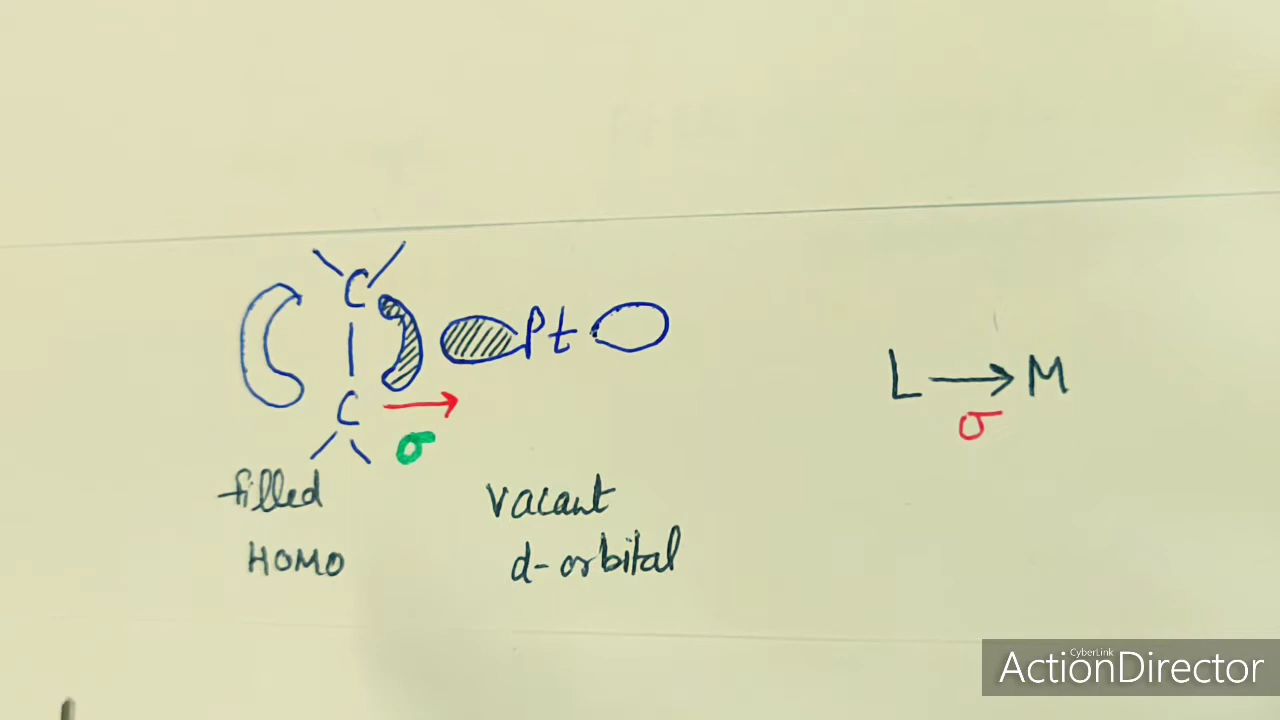 C
Pt
C
σ
L → M
σ
filled
vacant
HOMO
d-orbital
CyberLink
ActionDirector